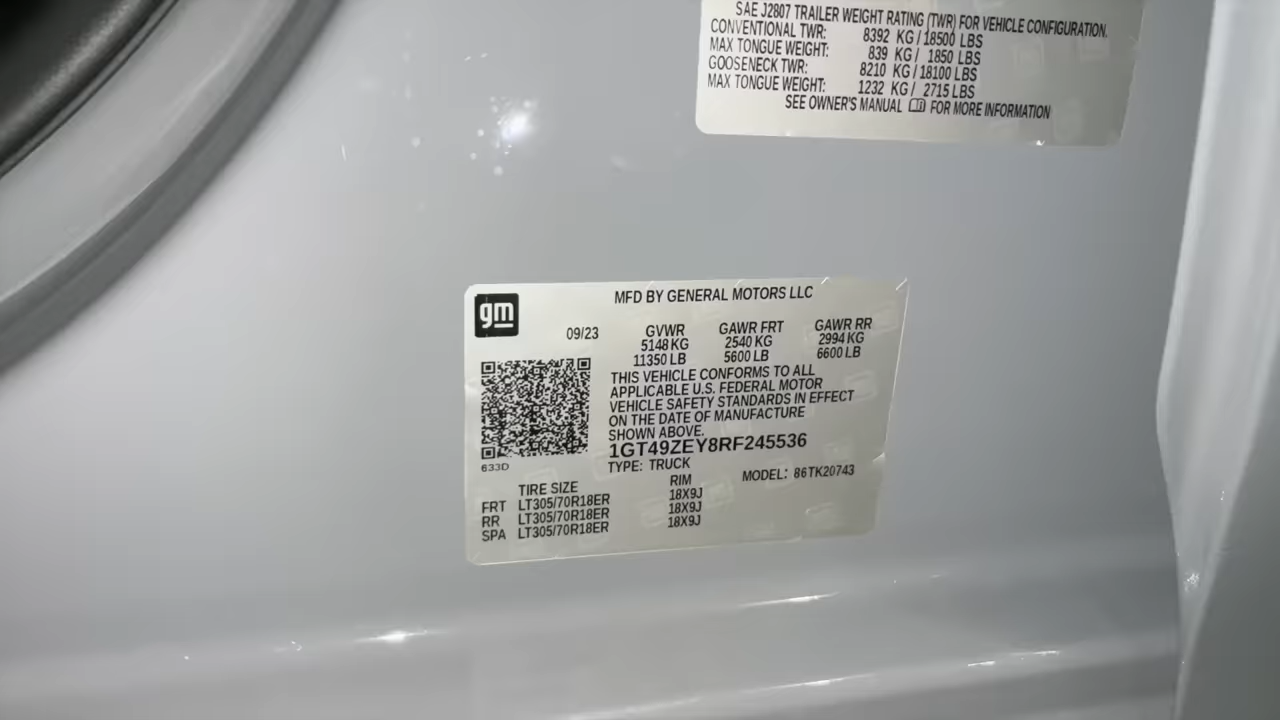 SAE J2807 TRAILER WEIGHT RATING (TWR) FOR VEHICLE CONFIGURATION.
CONVENTIONAL TWR: 8392 KG / 18500 LBS
MAX TONGUE WEIGHT: 839 KG / 1850 LBS
GOOSENECK TWR: 8210 KG / 18100 LBS
MAX TONGUE WEIGHT: 1232 KG / 2715 LBS
SEE OWNER'S MANUAL FOR MORE INFORMATION
gm
MFD BY GENERAL MOTORS LLC
09/23 GVWR GAWR FRT GAWR RR
5148 KG 2540 KG 2994 KG
11350 LB 5600 LB 6600 LB
THIS VEHICLE CONFORMS TO ALL
APPLICABLE U.S. FEDERAL MOTOR
VEHICLE SAFETY STANDARDS IN EFFECT
ON THE DATE OF MANUFACTURE
SHOWN ABOVE.
1GT49ZEY8RF245536
633D
TYPE: TRUCK MODEL: 86TK20743
TIRE SIZE RIM
FRT LT305/70R18ER 18X9J
RR LT305/70R18ER 18X9J
SPA LT305/70R18ER 18X9J